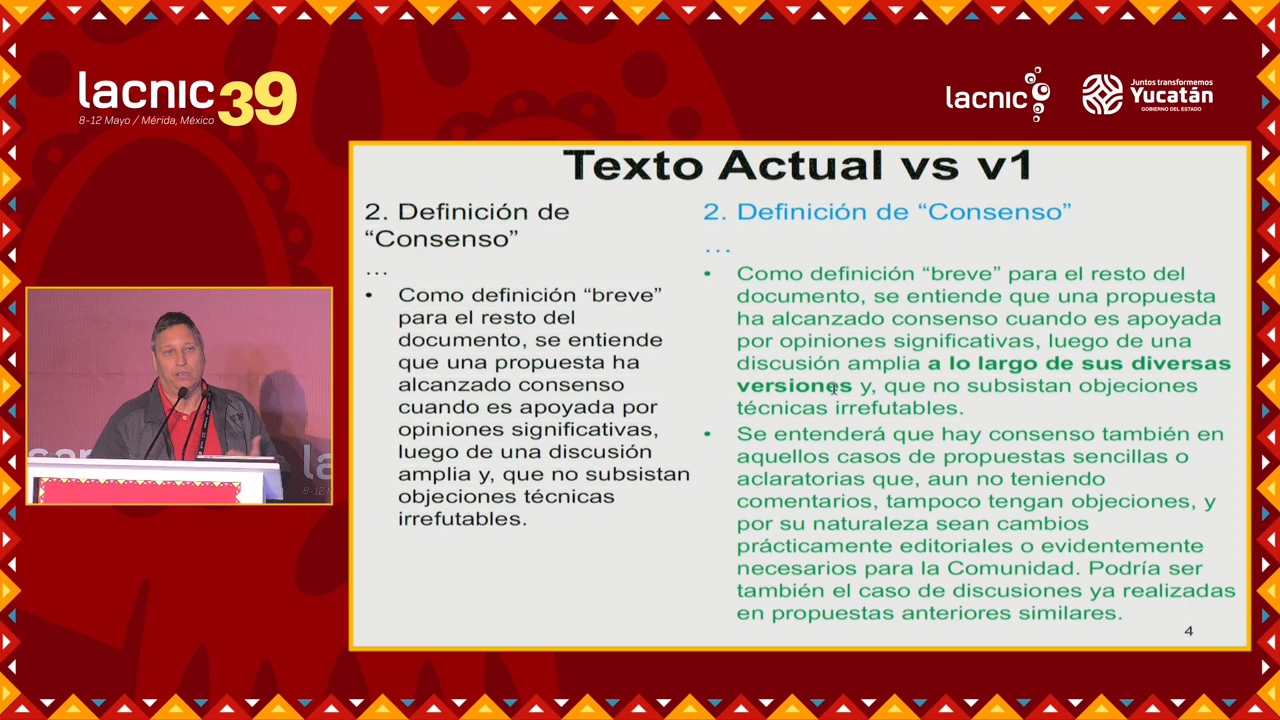 lacnic 39
8-12 Mayo / Mérida, México
lacnic
Juntos transformemos
Yucatán
GOBIERNO DEL ESTADO
Texto Actual vs v1
2. Definición de
“Consenso”
…
• Como definición “breve”
para el resto del
documento, se entiende
que una propuesta ha
alcanzado consenso
cuando es apoyada por
opiniones significativas,
luego de una discusión
amplia y, que no subsistan
objeciones técnicas
irrefutables.
2. Definición de “Consenso”
…
• Como definición “breve” para el resto del
documento, se entiende que una propuesta
ha alcanzado consenso cuando es apoyada
por opiniones significativas, luego de una
discusión amplia a lo largo de sus diversas
versiones y, que no subsistan objeciones
técnicas irrefutables.
• Se entenderá que hay consenso también en
aquellos casos de propuestas sencillas o
aclaratorias que, aun no teniendo
comentarios, tampoco tengan objeciones, y
por su naturaleza sean cambios
prácticamente editoriales o evidentemente
necesarios para la Comunidad. Podría ser
también el caso de discusiones ya realizadas
en propuestas anteriores similares.
4